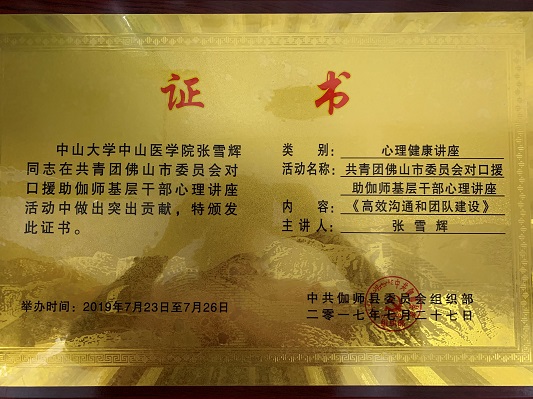 证 书
中山大学中山医学院张雪辉
同志在共青团佛山市委员会对
口援助伽师基层干部心理讲座
活动中做出突出贡献，特颁发
此证书。
类 别：心理健康讲座
活动名称：共青团佛山市委员会对口援
助伽师基层干部心理讲座
内 容：《高效沟通和团队建设》
主讲人：张雪辉
举办时间：2019年7月23日至7月26日
中共伽师县委员会组织部
二零一七年七月二十七日